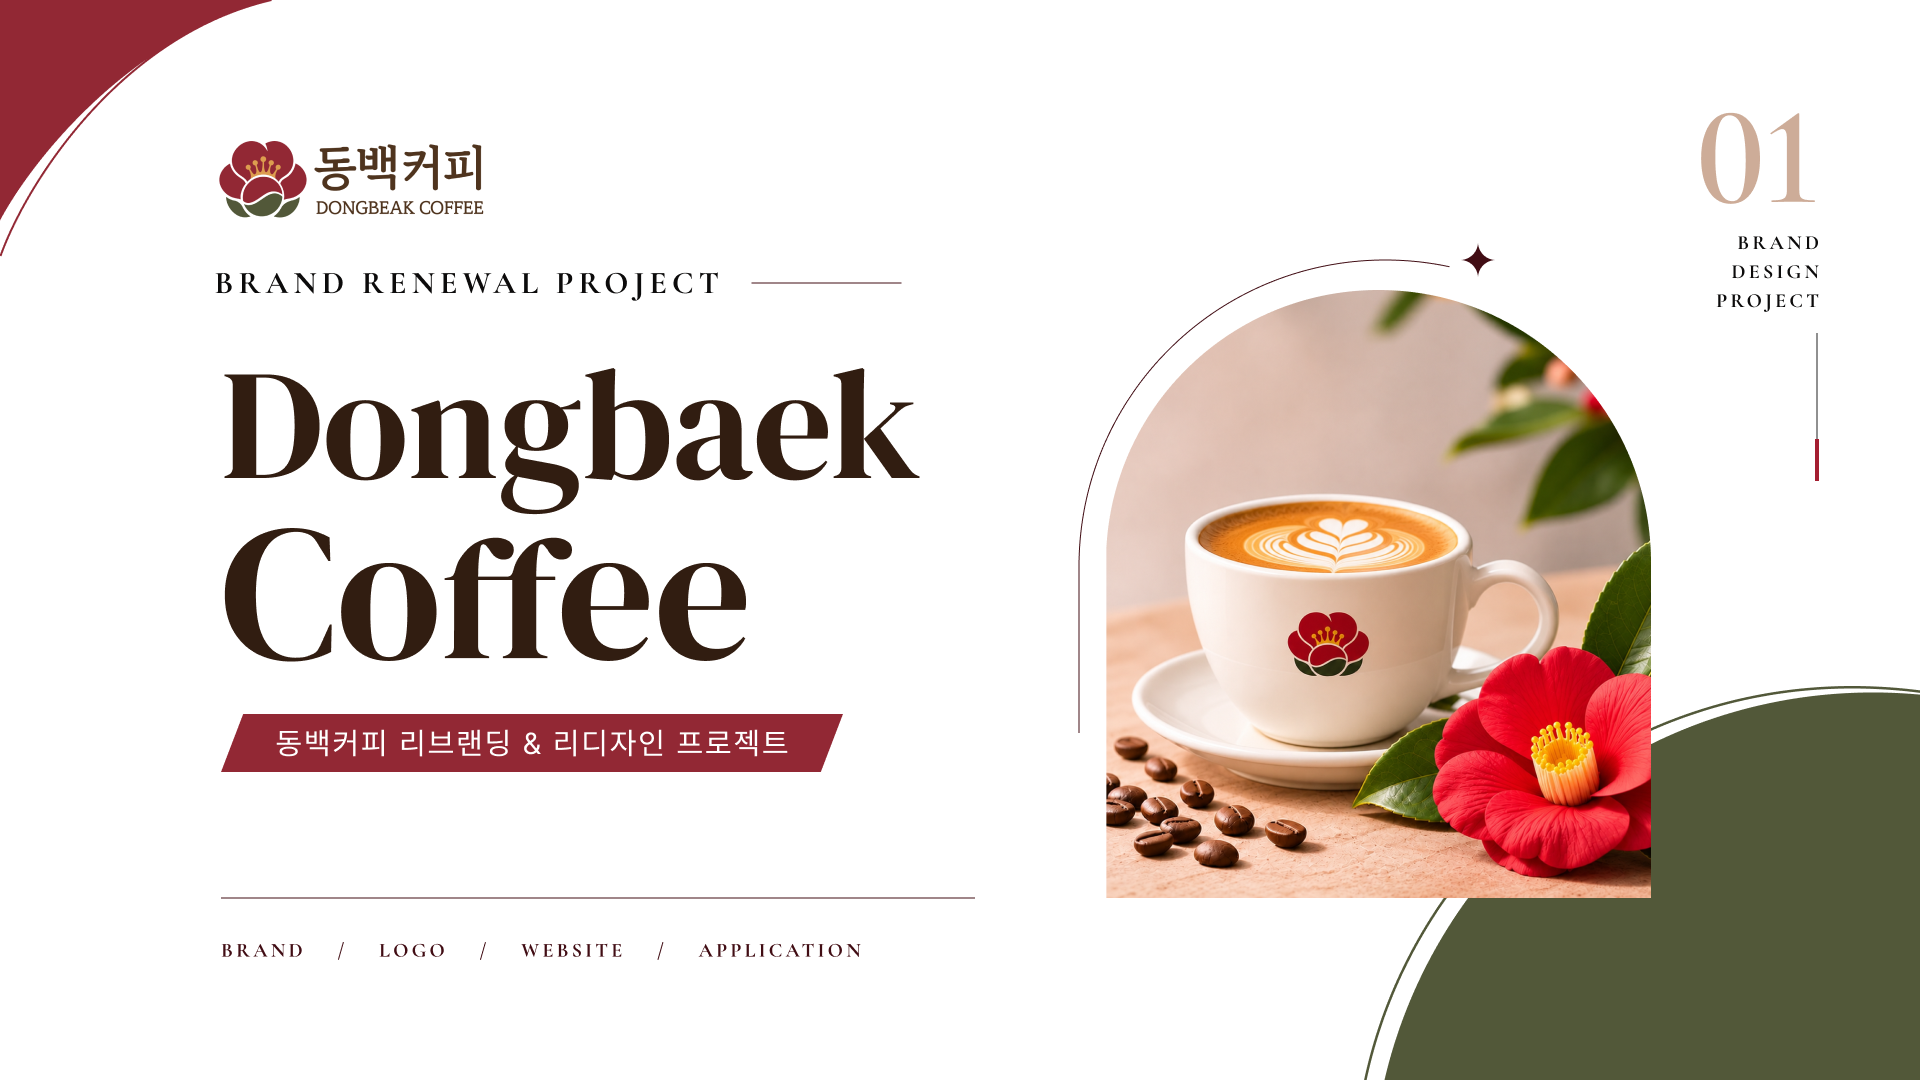 동백커피
DONGBEAK COFFEE
BRAND RENEWAL PROJECT
Dongbaek
Coffee
동백커피 리브랜딩 & 리디자인 프로젝트
BRAND / LOGO / WEBSITE / APPLICATION
01
BRAND
DESIGN
PROJECT